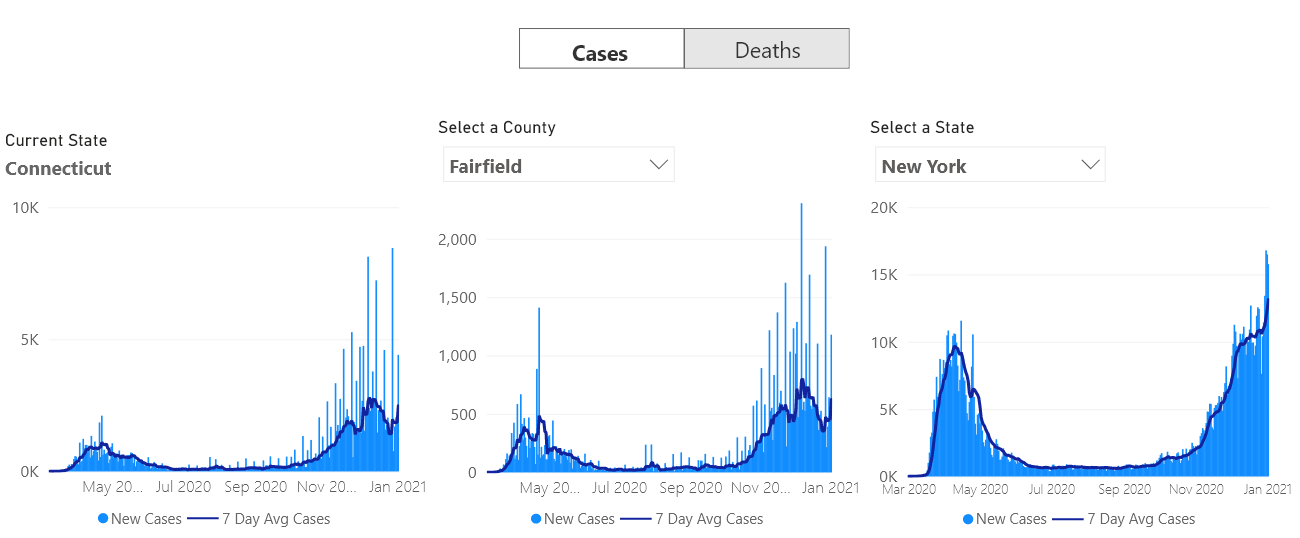 Cases Deaths
Current State
Connecticut
Select a County
Fairfield
Select a State
New York
10K
5K
0K
May 20... Jul 2020 Sep 2020 Nov 20... Jan 2021
New Cases 7 Day Avg Cases
2,000
1,500
1,000
500
0
May 20... Jul 2020 Sep 2020 Nov 20... Jan 2021
New Cases 7 Day Avg Cases
20K
15K
10K
5K
0K
Mar 2020 May 2020 Jul 2020 Sep 2020 Nov 2020 Jan 2021
New Cases 7 Day Avg Cases